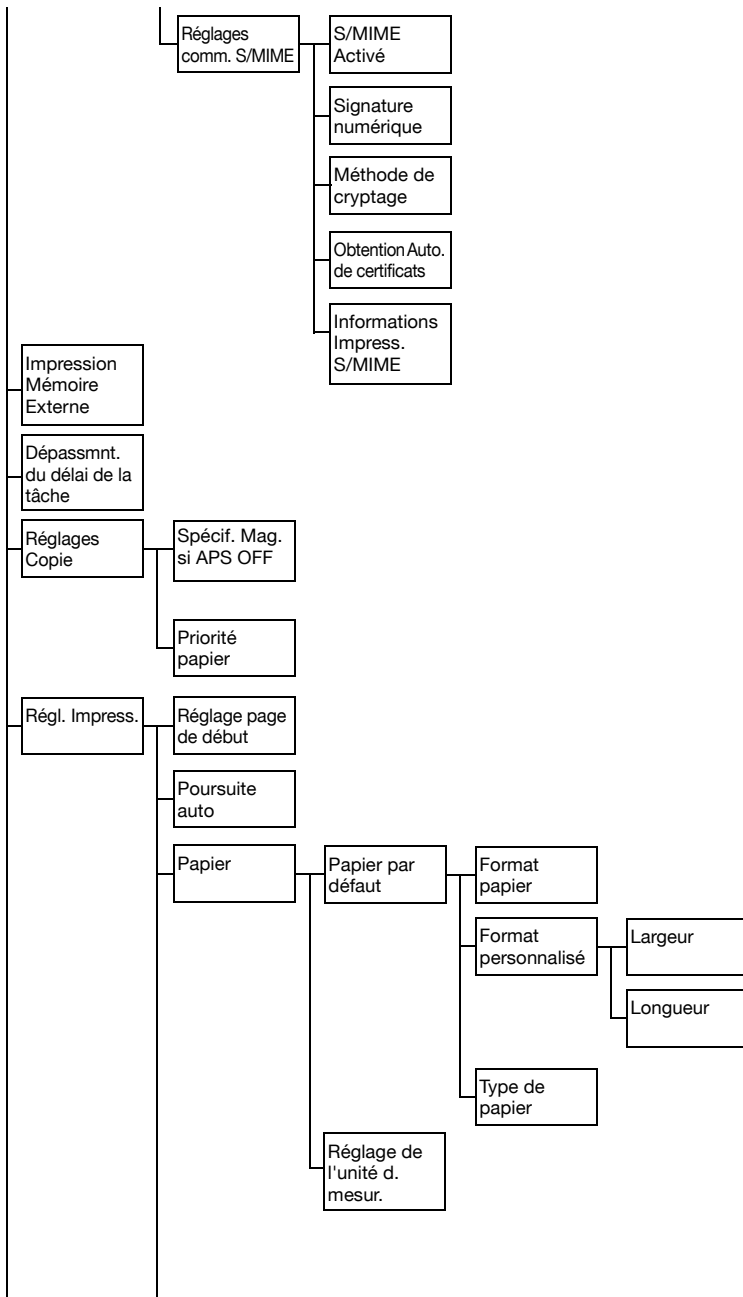 Réglages
comm. S/MIME
S/MIME
Activé
Signature
numérique
Méthode de
cryptage
Obtention Auto.
de certificats
Informations
Impress.
S/MIME
Impression
Mémoire
Externe
Dépassmnt.
du délai de la
tâche
Réglages
Copie
Spécif. Mag.
si APS OFF
Priorité
papier
Régl. Impress.
Réglage page
de début
Poursuite
auto
Papier
Papier par
défaut
Format
papier
Format
personnalisé
Largeur
Longueur
Type de
papier
Réglage de
l'unité d.
mesur.